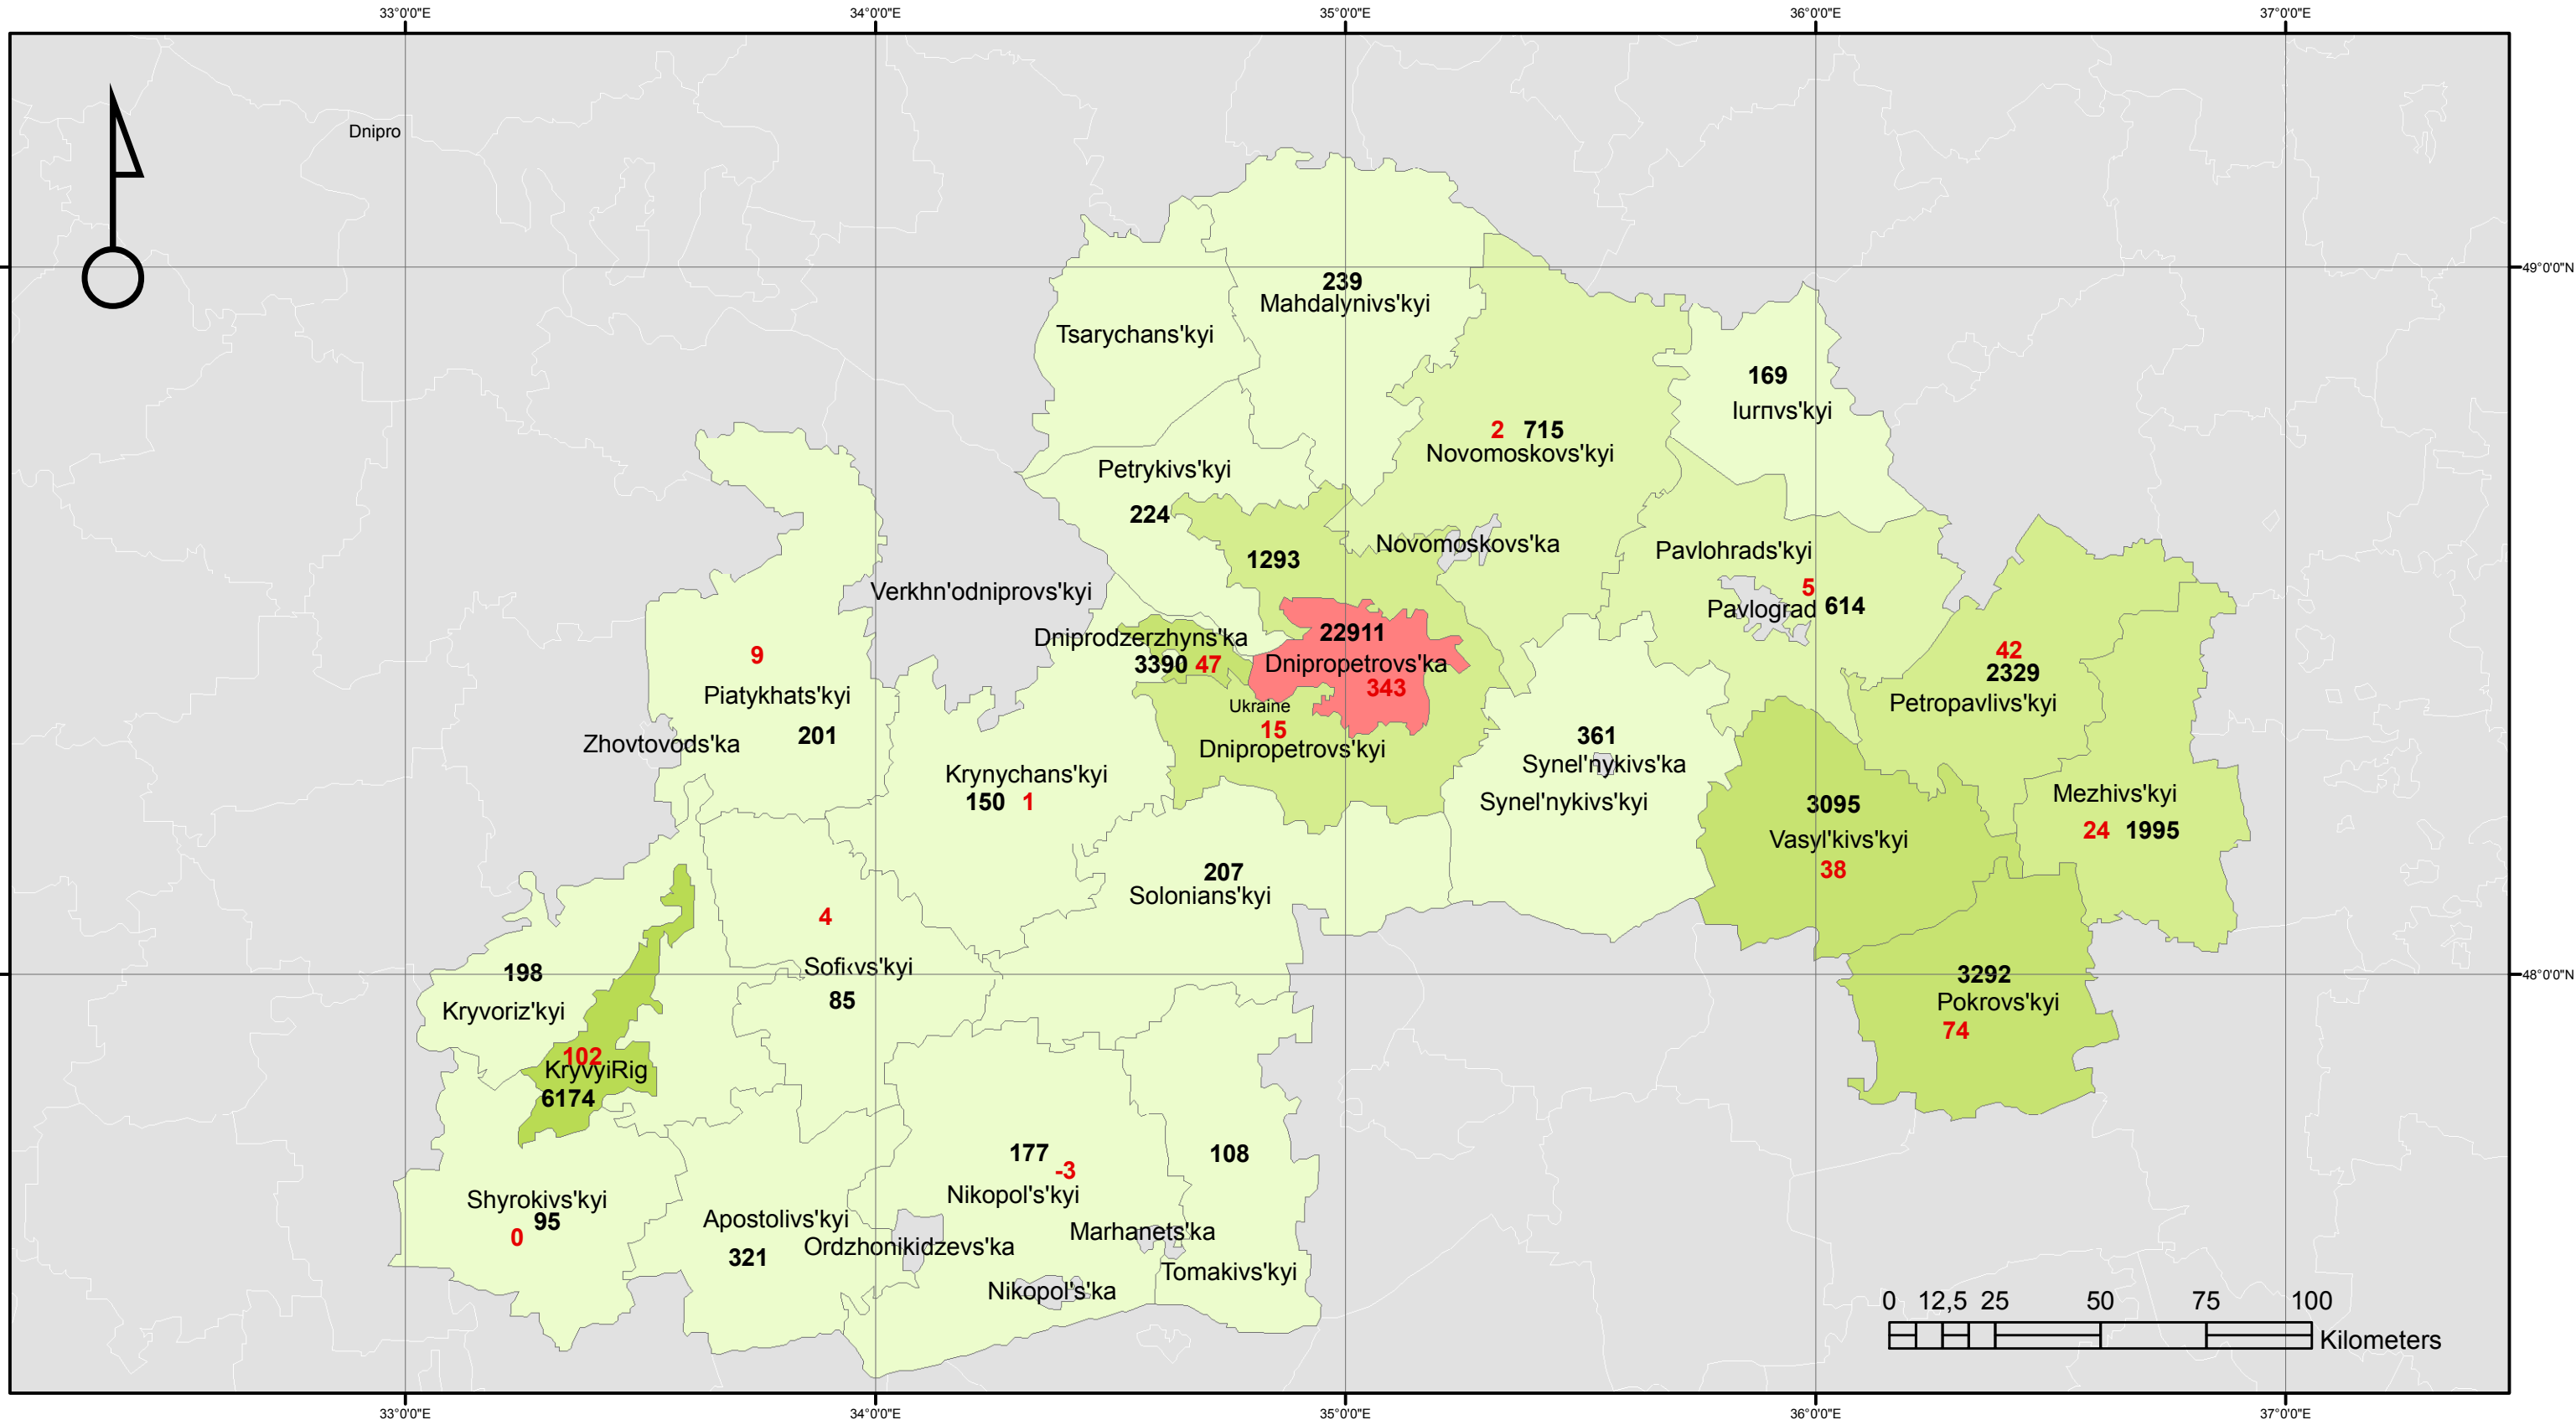 33°0'0"E 34°0'0"E 35°0'0"E 36°0'0"E 37°0'0"E
Dnipro
49°0'0"N
239
Mahdalynivs'kyi
Tsarychans'kyi
169
Iurпvs'kyi
2 715
Novomoskovs'kyi
Petrykivs'kyi
224
Novomoskovs'ka
Pavlohrads'kyi
1293
5
Verkhn'odniprovs'kyi
Pavlograd 614
Dniprodzerzhyns'ka
22911
3390 47
Dnipropetrovs'ka
343
9
42
2329
Petropavlivs'kyi
Piatykhats'kyi
Ukraine
15
Dnipropetrovs'kyi
201
Zhovtovods'ka
361
Synel'nykivs'ka
Synel'nykivs'kyi
Krynychans'kyi
150 1
Mezhivs'kyi
24 1995
3095
Vasyl'kivs'kyi
38
207
Solonians'kyi
4
Sofi‹vs'kyi
85
198
Kryvoriz'kyi
48°0'0"N
3292
Pokrovs'kyi
74
102
KryvyiRig
6174
177
-3
Nikopol's'kyi
108
Shyrokivs'kyi
95
0
Apostolivs'kyi
321
Ordzhonikidzevs'ka
Marhanets'ka
Tomakivs'kyi
Nikopol's'ka
0 12,5 25 50 75 100
Kilometers
33°0'0"E 34°0'0"E 35°0'0"E 36°0'0"E 37°0'0"E